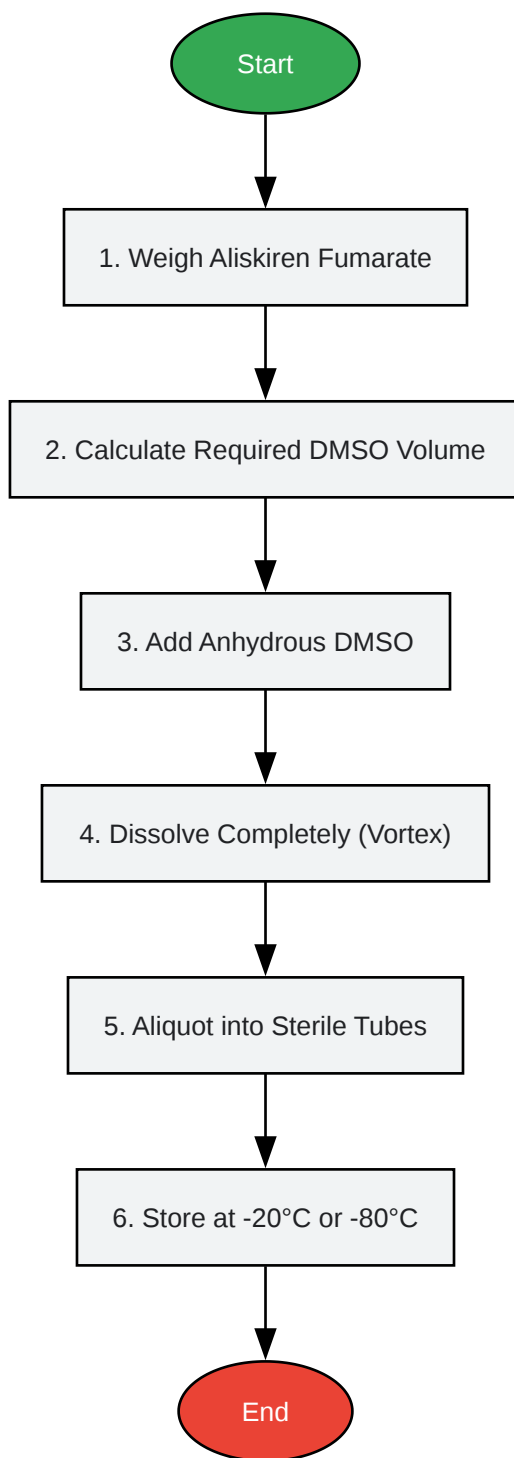 Start
1. Weigh Aliskiren Fumarate
2. Calculate Required DMSO Volume
3. Add Anhydrous DMSO
4. Dissolve Completely (Vortex)
5. Aliquot into Sterile Tubes
6. Store at -20°C or -80°C
End